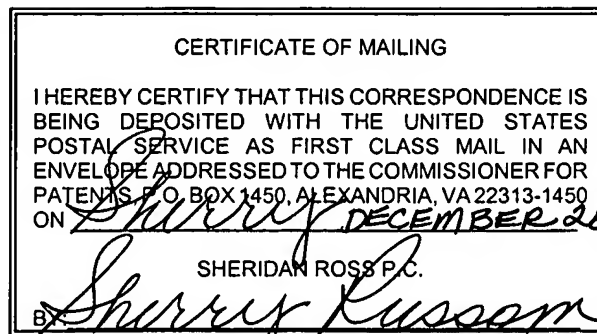 CERTIFICATE OF MAILING
I HEREBY CERTIFY THAT THIS CORRESPONDENCE IS
BEING DEPOSITED WITH THE UNITED STATES
POSTAL SERVICE AS FIRST CLASS MAIL IN AN
ENVELOPE ADDRESSED TO THE COMMISSIONER FOR
PATENTS, P.O. BOX 1450, ALEXANDRIA, VA 22313-1450
ON Sherry DECEMBER
SHERIDAN ROSS P.C.
BY: Sherry Russom